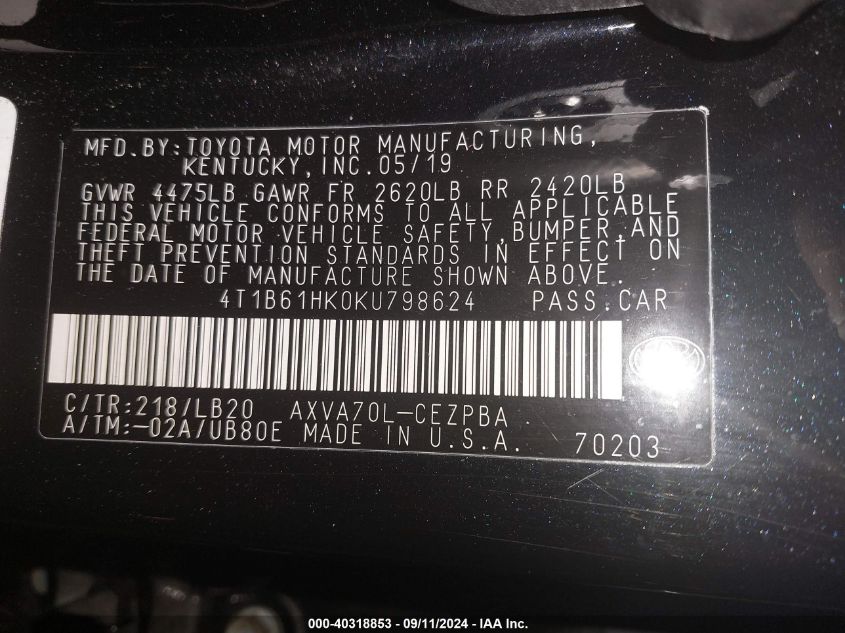 MFD.BY:TOYOTA MOTOR MANUFACTURING,
KENTUCKY,INC.05/19
GVWR 4475LB GAWR FR 2620LB RR 2420LB
THIS VEHICLE CONFORMS TO ALL APPLICABLE
FEDERAL MOTOR VEHICLE SAFETY,BUMPER,AND
THEFT PREVENTION STANDARDS IN EFFECT ON
THE DATE OF MANUFACTURE SHOWN ABOVE.
4T1B61HK0KU798624 PASS.CAR
C/TR:218/LB20 AXVA70L-CEZPBA
A/TM:-02A/UB80E MADE IN U.S.A. 70203
000-40318853 - 09/11/2024 - IAA Inc.